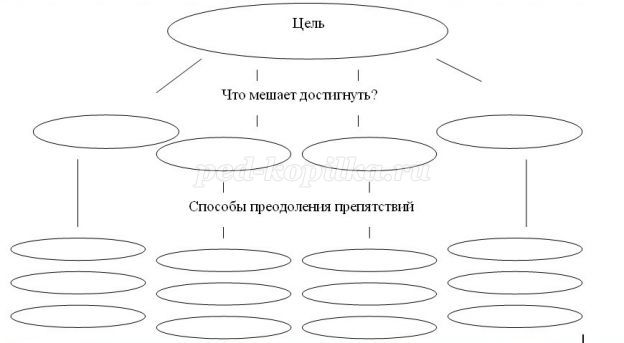 Цель
Что мешает достигнуть?
ped-kopilka.ru
Способы преодоления препятствий